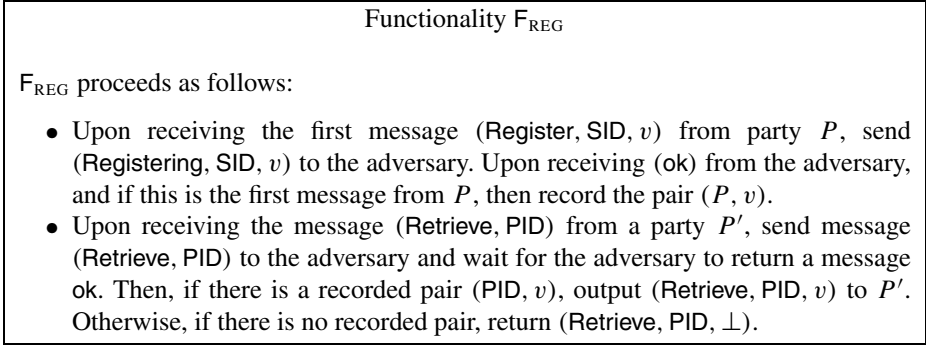 Functionality F_REG
F_REG proceeds as follows:
• Upon receiving the first message (Register, SID, v) from party P, send
(Registering, SID, v) to the adversary. Upon receiving (ok) from the adversary,
and if this is the first message from P, then record the pair (P, v).
• Upon receiving the message (Retrieve, PID) from a party P′, send message
(Retrieve, PID) to the adversary and wait for the adversary to return a message
ok. Then, if there is a recorded pair (PID, v), output (Retrieve, PID, v) to P′.
Otherwise, if there is no recorded pair, return (Retrieve, PID, ⊥).